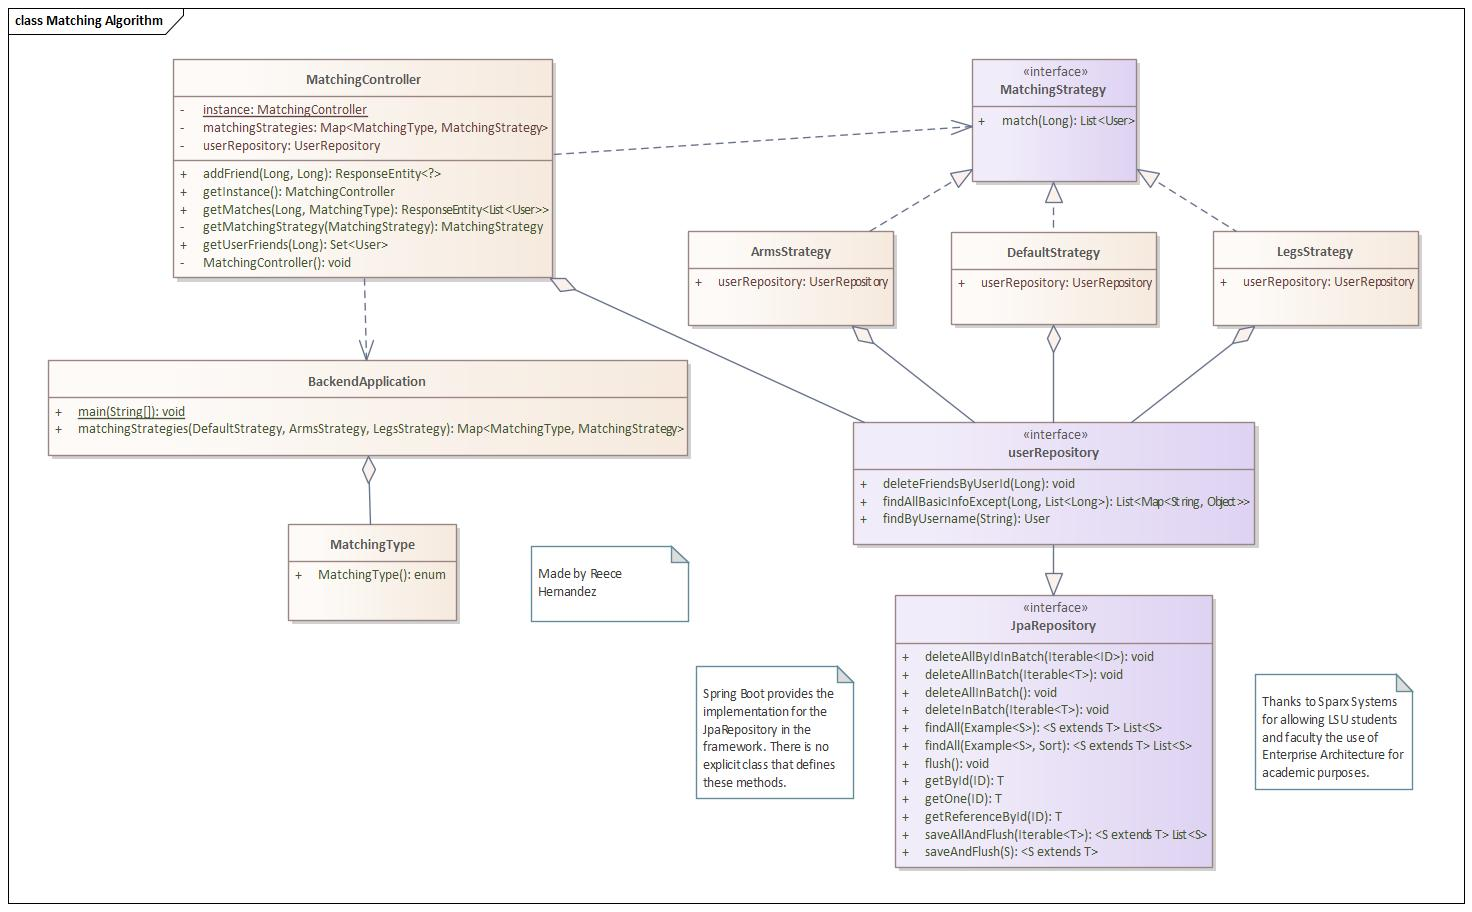 class Matching Algorithm
MatchingController
- instance: MatchingController
- matchingStrategies: Map<MatchingType, MatchingStrategy>
- userRepository: UserRepository
+ addFriend(Long, Long): ResponseEntity<?>
+ getInstance(): MatchingController
+ getMatches(Long, MatchingType): ResponseEntity<List<User>>
- getMatchingStrategy(MatchingStrategy): MatchingStrategy
+ getUserFriends(Long): Set<User>
- MatchingController(): void
«interface»
MatchingStrategy
+ match(Long): List<User>
ArmsStrategy
+ userRepository: UserRepository
DefaultStrategy
+ userRepository: UserRepository
LegsStrategy
+ userRepository: UserRepository
BackendApplication
+ main(String[]): void
+ matchingStrategies(DefaultStrategy, ArmsStrategy, LegsStrategy): Map<MatchingType, MatchingStrategy>
«interface»
userRepository
+ deleteFriendsByUserId(Long): void
+ findAllBasicInfoExcept(Long, List<Long>): List<Map<String, Object>>
+ findByUsername(String): User
MatchingType
+ MatchingType(): enum
Made by Reece
Hernandez
«interface»
JpaRepository
+ deleteAllByIdInBatch(Iterable<ID>): void
+ deleteAllInBatch(Iterable<T>): void
+ deleteAllInBatch(): void
+ deleteInBatch(Iterable<T>): void
+ findAll(Example<S>): <S extends T> List<S>
+ findAll(Example<S>, Sort): <S extends T> List<S>
+ flush(): void
+ getById(ID): T
+ getOne(ID): T
+ getReferenceById(ID): T
+ saveAllAndFlush(Iterable<T>): <S extends T> List<S>
+ saveAndFlush(S): <S extends T>
Spring Boot provides the
implementation for the
JpaRepository in the
framework. There is no
explicit class that defines
these methods.
Thanks to Sparx Systems
for allowing LSU students
and faculty the use of
Enterprise Architecture for
academic purposes.